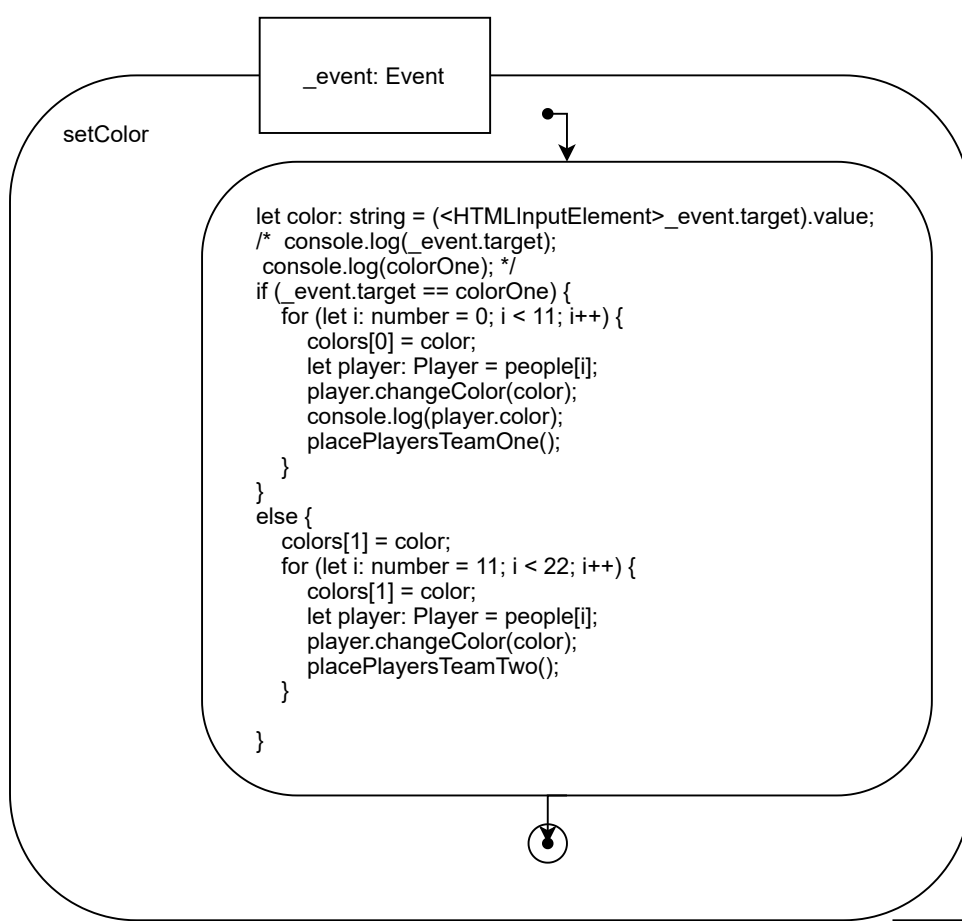 _event: Event
setColor
let color: string = (<HTMLInputElement>_event.target).value;
/*  console.log(_event.target);
 console.log(colorOne); */
if (_event.target == colorOne) {
    for (let i: number = 0; i < 11; i++) {
        colors[0] = color;
        let player: Player = people[i];
        player.changeColor(color);
        console.log(player.color);
        placePlayersTeamOne();
    }
}
else {
    colors[1] = color;
    for (let i: number = 11; i < 22; i++) {
        colors[1] = color;
        let player: Player = people[i];
        player.changeColor(color);
        placePlayersTeamTwo();
    }
}